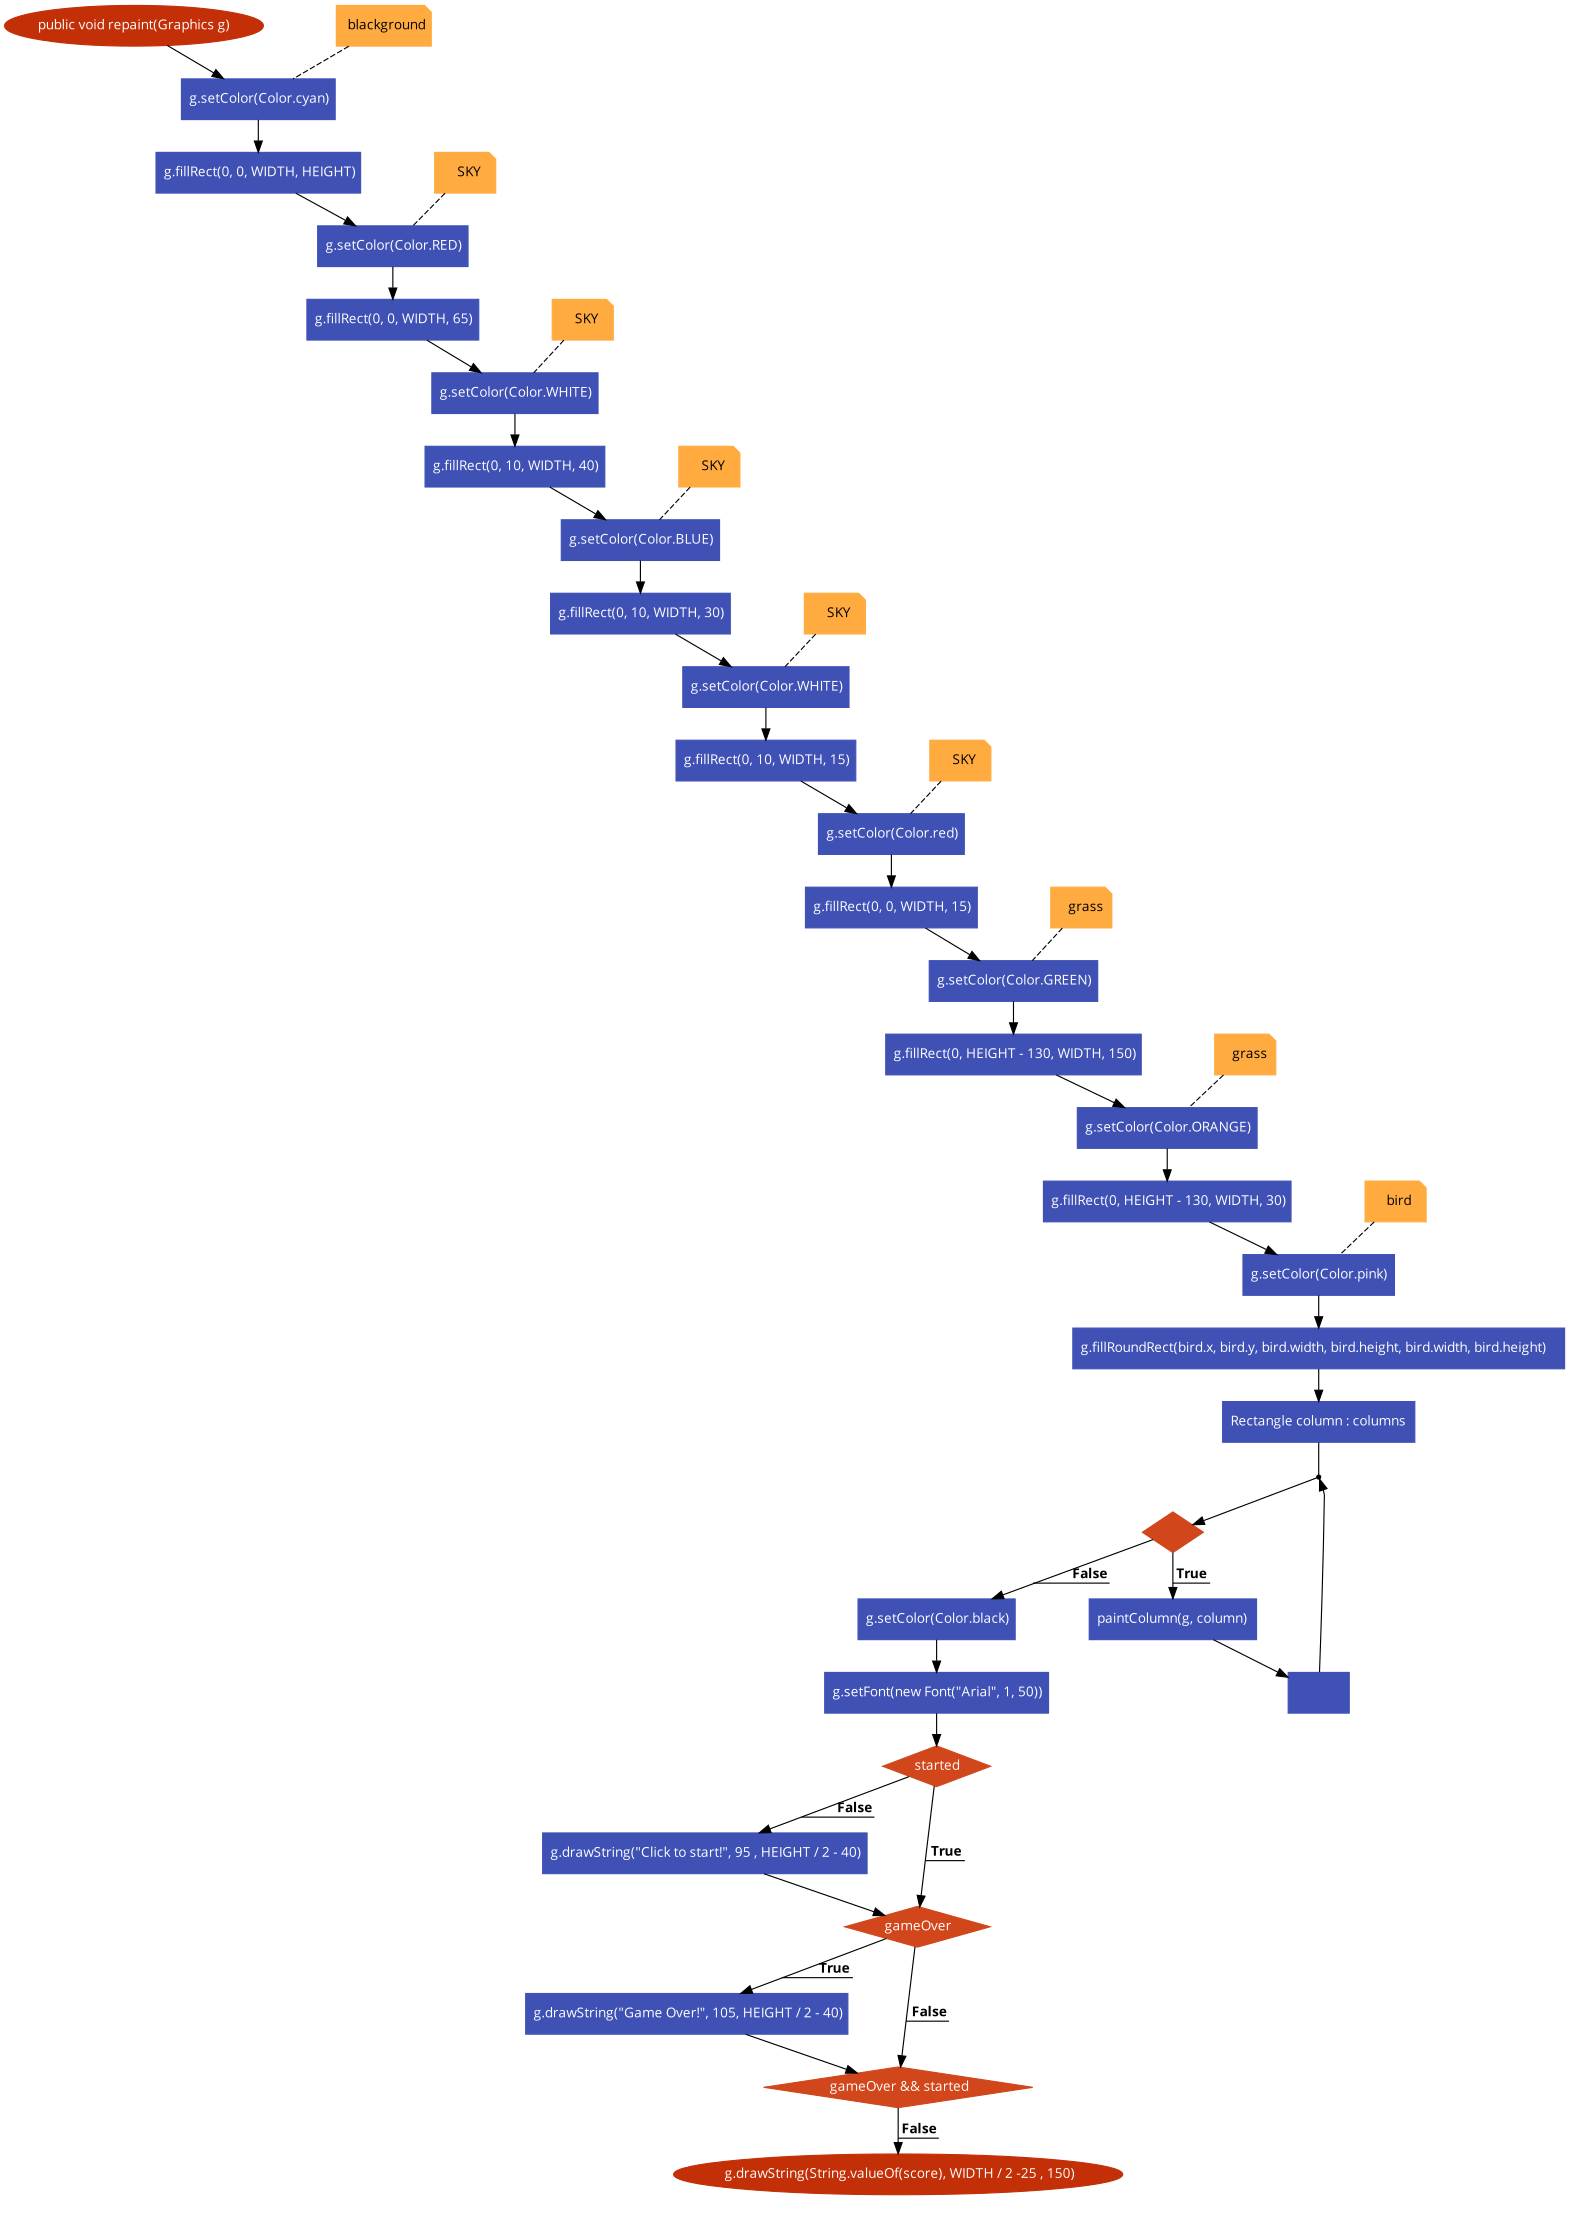 public void repaint(Graphics g)
blackground
g.setColor(Color.cyan)
g.fillRect(0, 0, WIDTH, HEIGHT)
SKY
g.setColor(Color.RED)
g.fillRect(0, 0, WIDTH, 65)
SKY
g.setColor(Color.WHITE)
g.fillRect(0, 10, WIDTH, 40)
SKY
g.setColor(Color.BLUE)
g.fillRect(0, 10, WIDTH, 30)
SKY
g.setColor(Color.WHITE)
g.fillRect(0, 10, WIDTH, 15)
SKY
g.setColor(Color.red)
g.fillRect(0, 0, WIDTH, 15)
grass
g.setColor(Color.GREEN)
g.fillRect(0, HEIGHT - 130, WIDTH, 150)
grass
g.setColor(Color.ORANGE)
g.fillRect(0, HEIGHT - 130, WIDTH, 30)
bird
g.setColor(Color.pink)
g.fillRoundRect(bird.x, bird.y, bird.width, bird.height, bird.width, bird.height)
Rectangle column : columns
False
True
g.setColor(Color.black)
paintColumn(g, column)
g.setFont(new Font("Arial", 1, 50))
started
False
g.drawString("Click to start!", 95 , HEIGHT / 2 - 40)
True
gameOver
True
g.drawString("Game Over!", 105, HEIGHT / 2 - 40)
False
gameOver && started
False
g.drawString(String.valueOf(score), WIDTH / 2 -25 , 150)